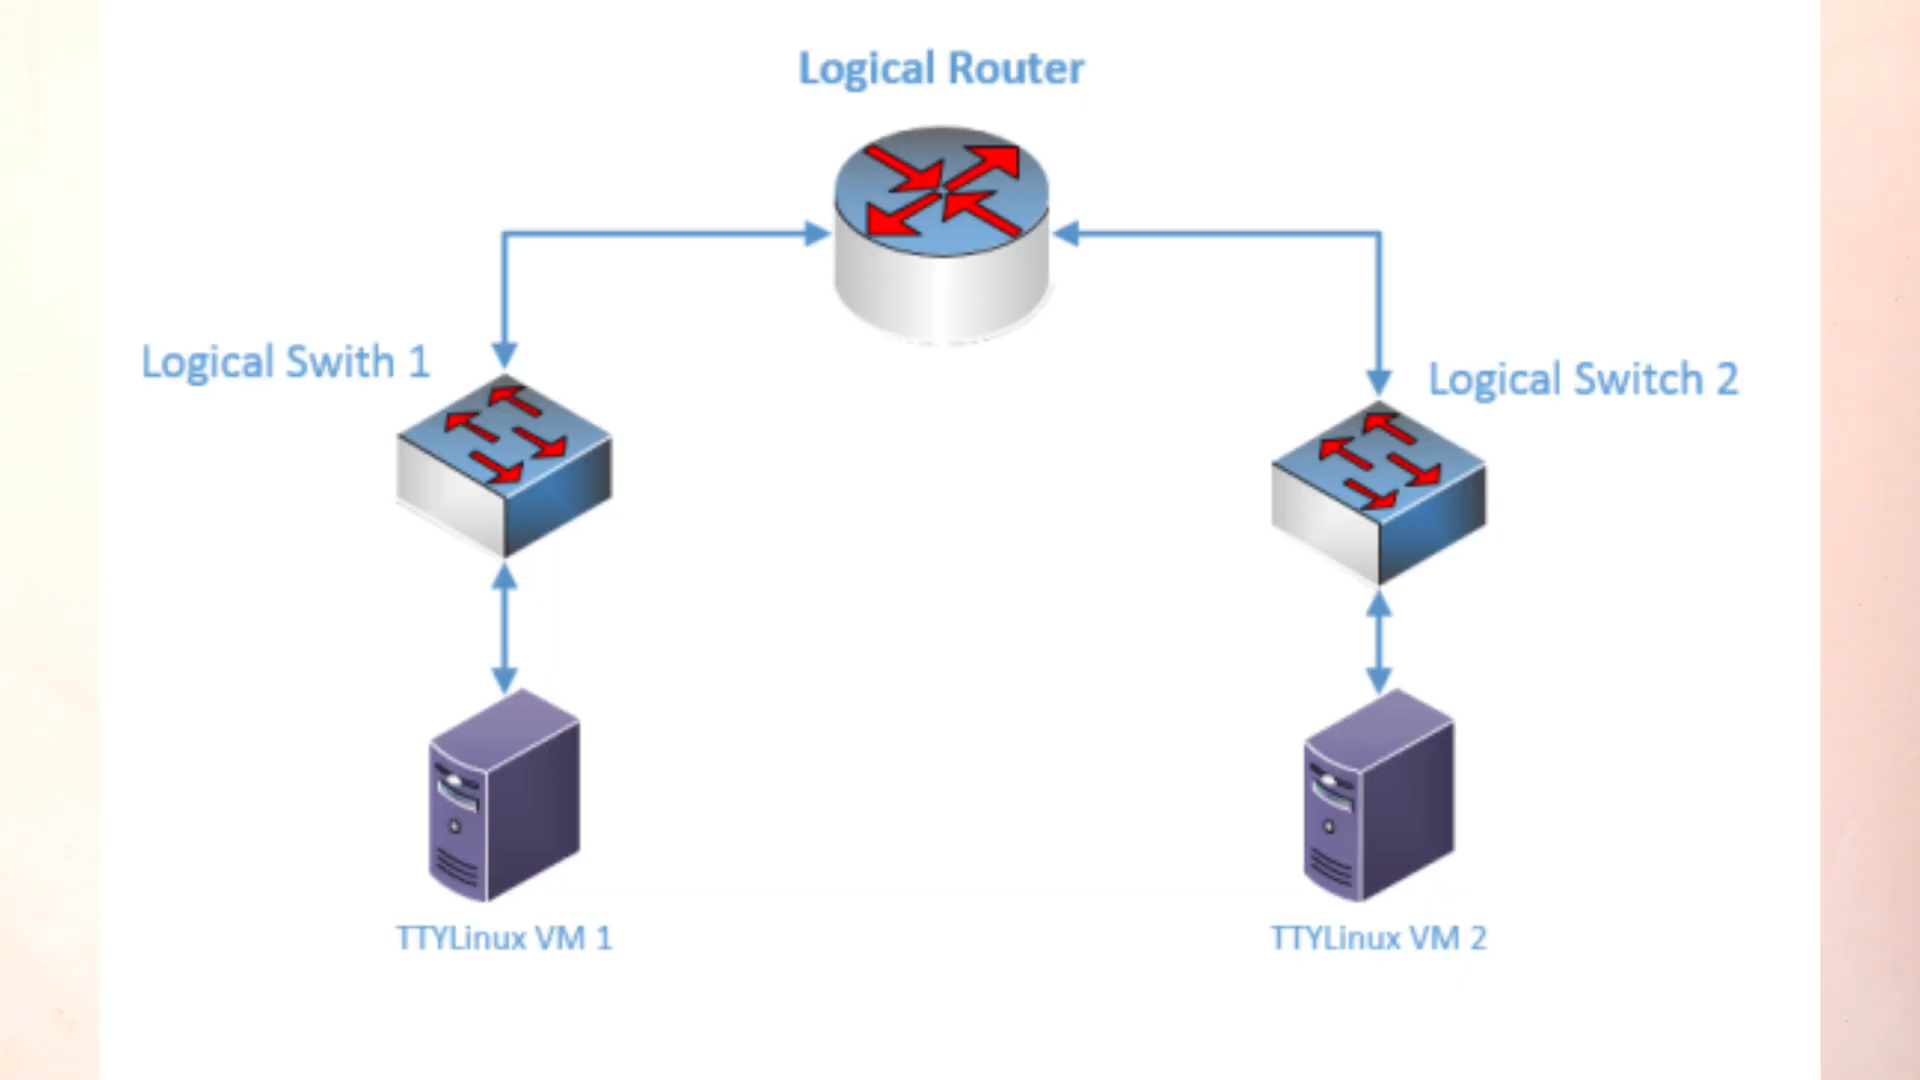 Logical Router
Logical Swith 1
Logical Switch 2
TTYLinux VM 1
TTYLinux VM 2